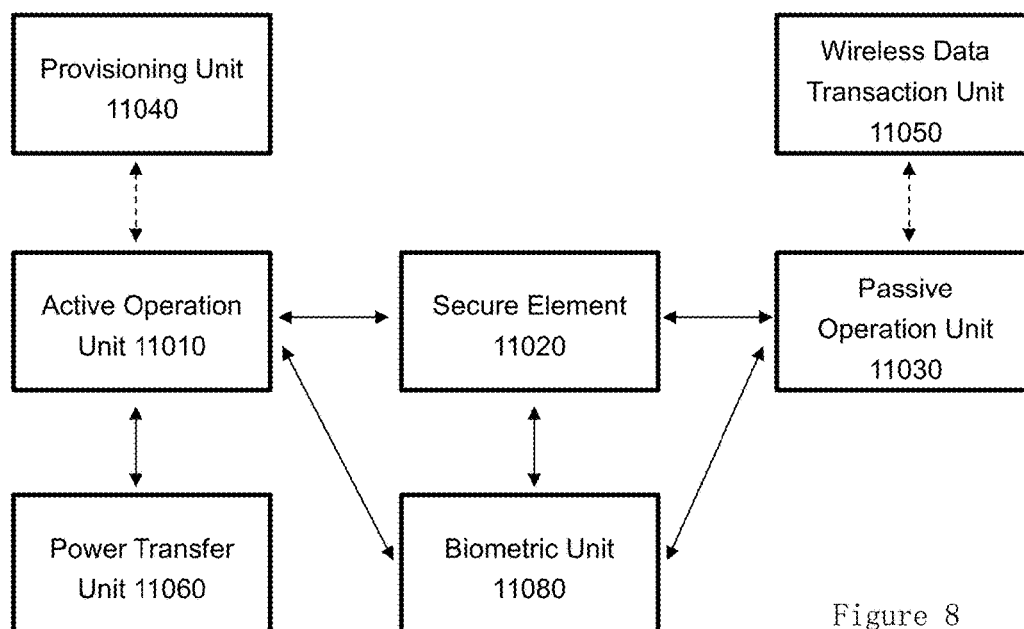 Provisioning Unit
11040
Wireless Data
Transaction Unit
11050
Active Operation
Unit 11010
Secure Element
11020
Passive
Operation Unit
11030
Power Transfer
Unit 11060
Biometric Unit
11080
Figure 8